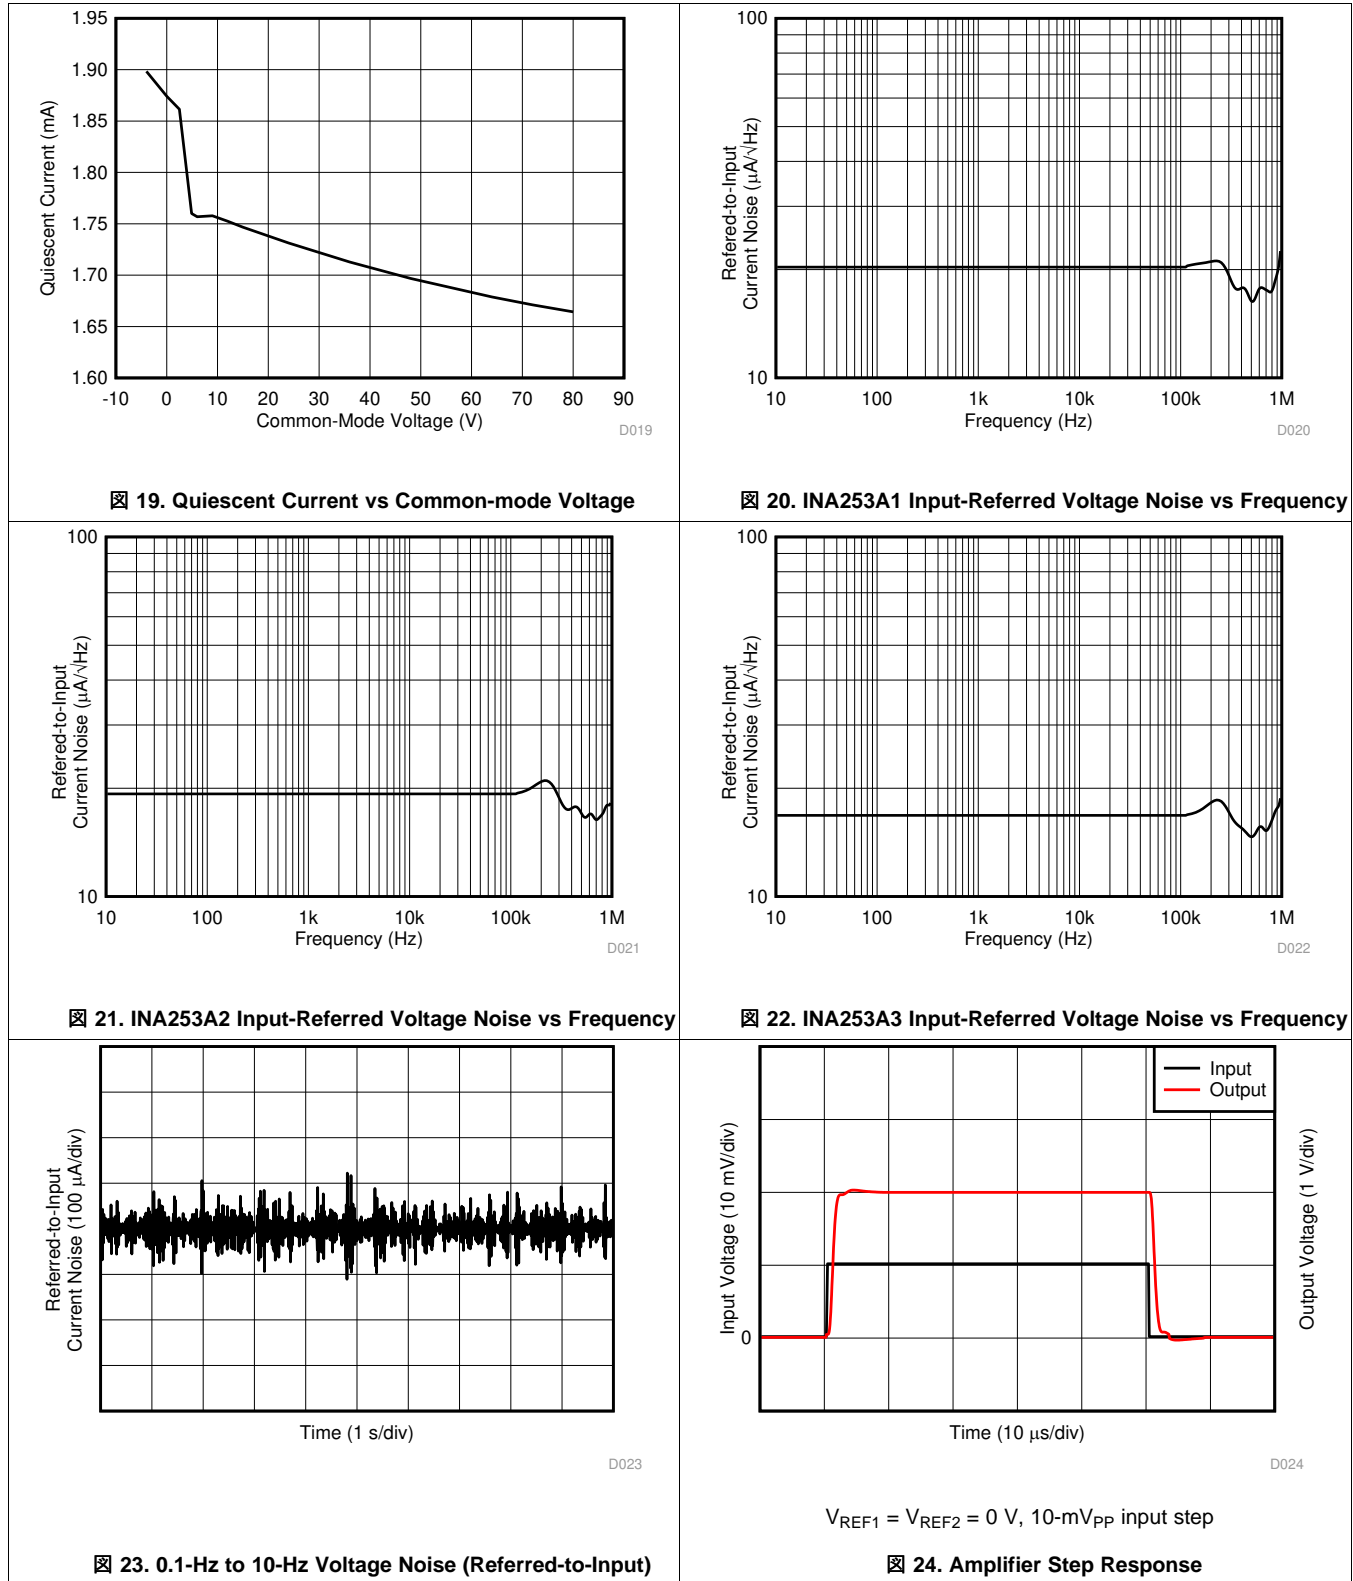 1.95
1.90
1.85
1.80
1.75
1.70
1.65
1.60
Quiescent Current (mA)
-10 0 10 20 30 40 50 60 70 80 90
Common-Mode Voltage (V)
D019
図 19. Quiescent Current vs Common-mode Voltage
100
10
Refered-to-Input
Current Noise (μA/√Hz)
10 100 1k 10k 100k 1M
Frequency (Hz)
D020
図 20. INA253A1 Input-Referred Voltage Noise vs Frequency
100
10
Refered-to-Input
Current Noise (μA/√Hz)
10 100 1k 10k 100k 1M
Frequency (Hz)
D021
図 21. INA253A2 Input-Referred Voltage Noise vs Frequency
100
10
Refered-to-Input
Current Noise (μA/√Hz)
10 100 1k 10k 100k 1M
Frequency (Hz)
D022
図 22. INA253A3 Input-Referred Voltage Noise vs Frequency
Referred-to-Input
Current Noise (100 μA/div)
Time (1 s/div)
D023
図 23. 0.1-Hz to 10-Hz Voltage Noise (Referred-to-Input)
Input
Output
Input Voltage (10 mV/div)
0
Output Voltage (1 V/div)
Time (10 μs/div)
D024
VREF1 = VREF2 = 0 V, 10-mVPP input step
図 24. Amplifier Step Response